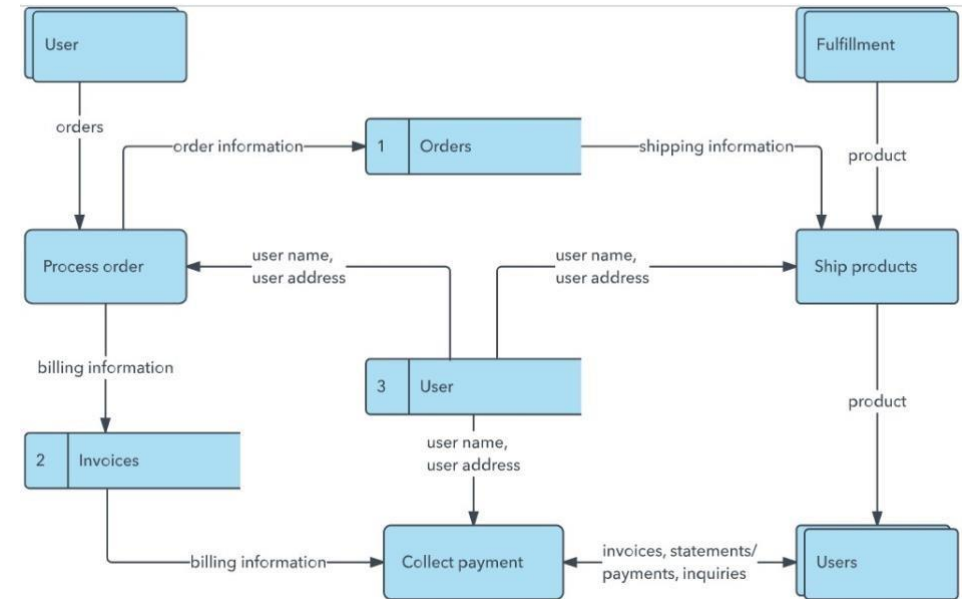 User
Fulfillment
orders
order information
1
Orders
shipping information
product
Process order
user name,
user address
user name,
user address
Ship products
billing information
3
User
product
user name,
user address
2
Invoices
billing information
Collect payment
invoices, statements/
payments, inquiries
Users